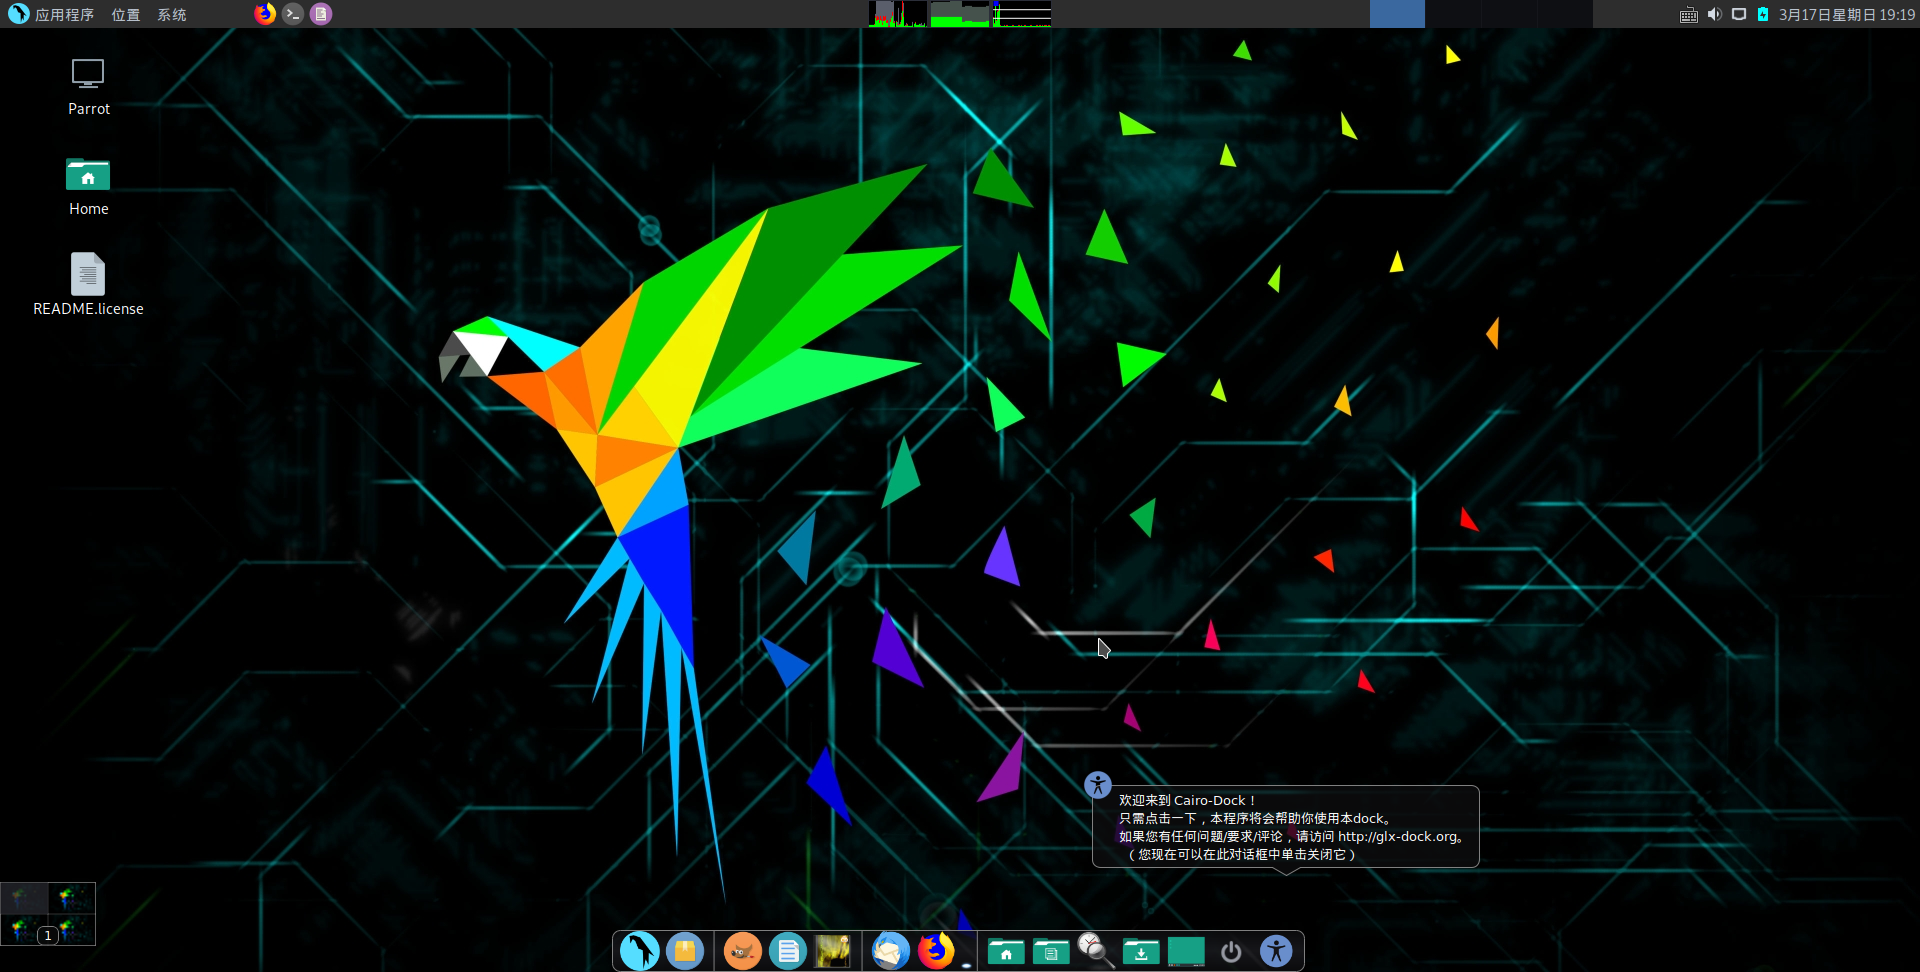 应用程序 位置 系统
3月17日星期日 19:19
Parrot
Home
README.license
欢迎来到 Cairo-Dock！
只需点击一下，本程序将会帮助你使用本dock。
如果您有任何问题/要求/评论，请访问 http://glx-dock.org。
（您现在可以在此对话框中单击关闭它）
1